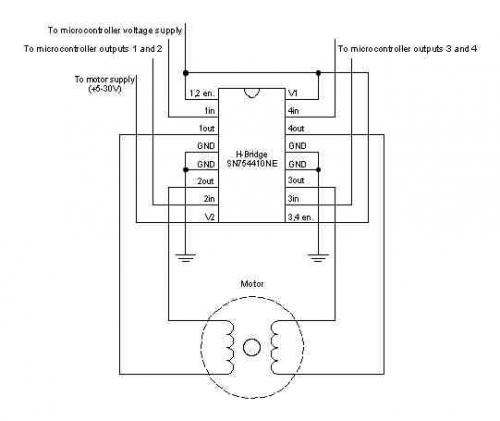 To microcontroller voltage supply
To microcontroller outputs 1 and 2
To microcontroller outputs 3 and 4
To motor supply
(+5-30V)
1,2 en.
V1
1in
4in
1out
4out
GND
GND
H-Bridge
SN754410NE
GND
GND
2out
3out
2in
3in
V2
3,4 en.
Motor